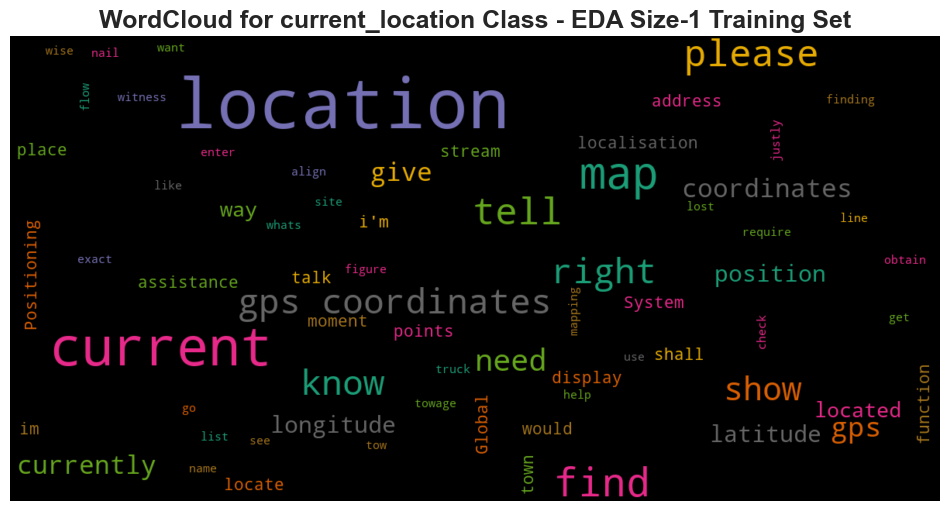 WordCloud for current_location Class - EDA Size-1 Training Set
wise
nail
want
please
flow
witness
location
address
finding
justly
place
enter
stream
localisation
align
give
map
like
coordinates
way
site
whats
i'm
tell
lost
line
require
Positioning
exact
assistance
talk
figure
right
position
obtain
gps coordinates
moment
points
mapping
System
check
get
current
know
truck
need
use
shall
display
help
show
located
function
go
towage
im
list
see
longitude
tow
Global
would
latitude
gps
currently
name
locate
town
find